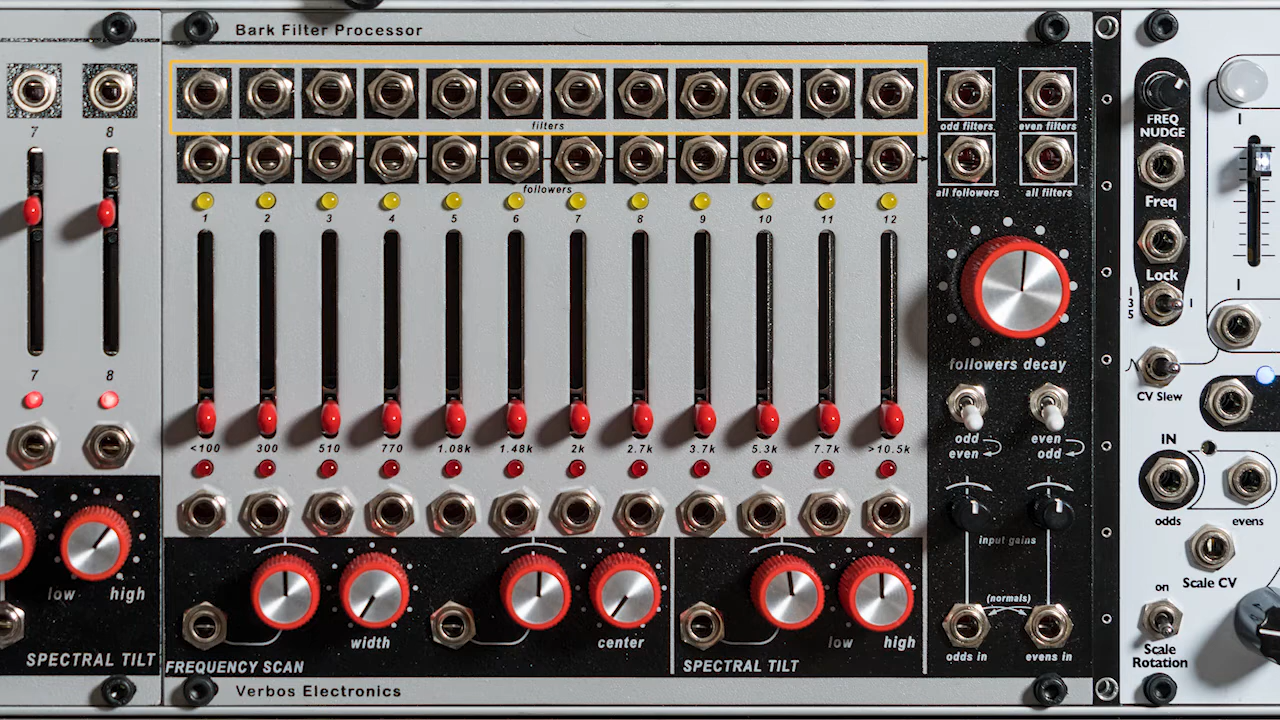 Bark Filter Processor
7 8
filters
odd filters even filters
followers
all followers all filters
1 2 3 4 5 6 7 8 9 10 11 12
7 8
followers decay
<100 300 510 770 1.08k 1.48k 2k 2.7k 3.7k 5.3k 7.7k >10.5k
odd even
even odd
input gains
(normals)
odds in evens in
low high
SPECTRAL TILT
width
FREQUENCY SCAN
center
low high
SPECTRAL TILT
Verbos Electronics
FREQ
NUDGE
Freq
Lock
1
3
5
1
CV Slew
I
I
IN
odds evens
Scale CV
on
Scale
Rotation